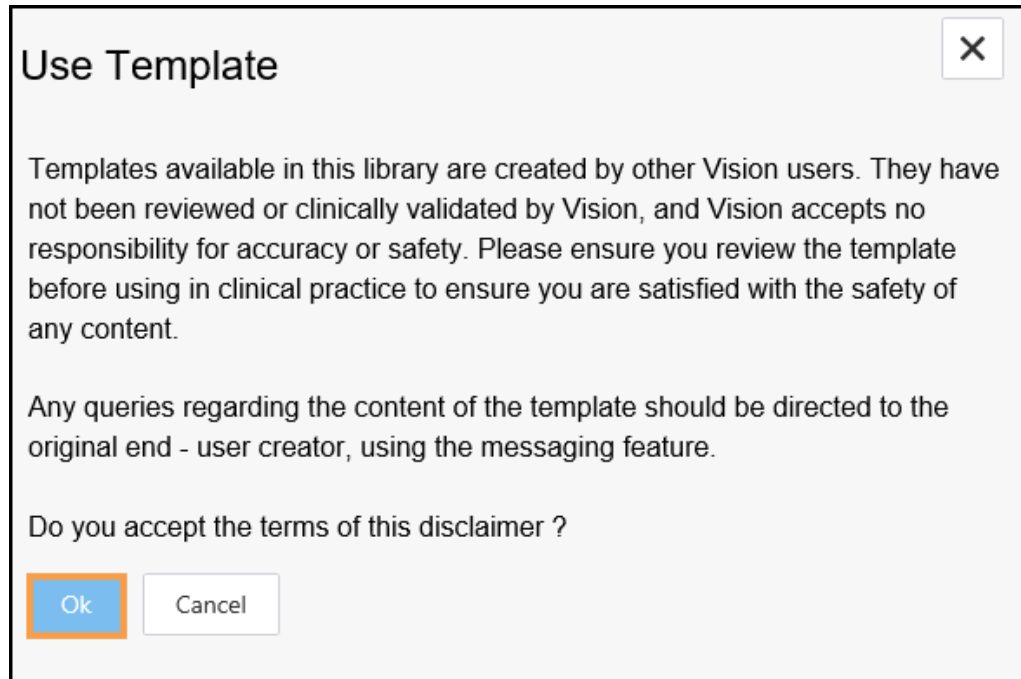 Use Template
Templates available in this library are created by other Vision users. They have
not been reviewed or clinically validated by Vision, and Vision accepts no
responsibility for accuracy or safety. Please ensure you review the template
before using in clinical practice to ensure you are satisfied with the safety of
any content.
Any queries regarding the content of the template should be directed to the
original end - user creator, using the messaging feature.
Do you accept the terms of this disclaimer ?
Ok Cancel